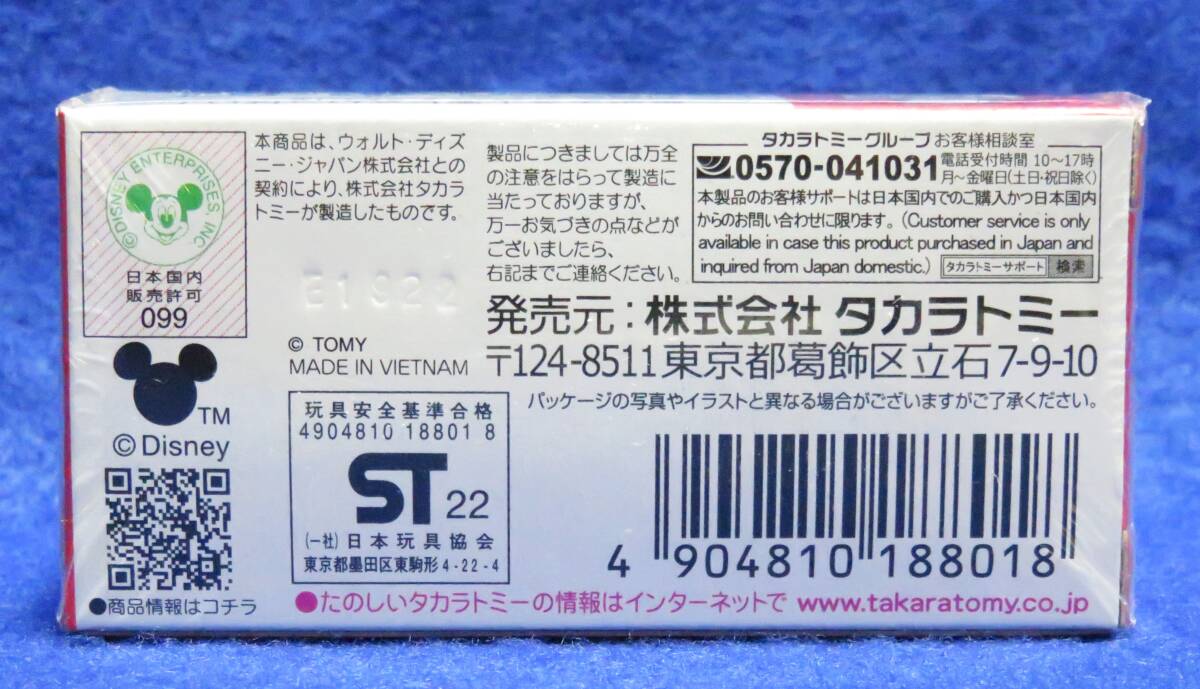 © DISNEY ENTERPRISES, INC
日本国内
販売許可
099
TM
© Disney
●商品情報はコチラ
本商品は、ウォルト・ディズ
ニー・ジャパン株式会社との
契約により、株式会社タカラ
トミーが製造したものです。
E1922
© TOMY
MADE IN VIETNAM
玩具安全基準合格
4904810 18801 8
ST 22
(一社)日本玩具協会
東京都墨田区東駒形4-22-4
製品につきましては万全
の注意をはらって製造に
当たっておりますが、
万一お気づきの点などが
ございましたら、
右記までご連絡ください。
タカラトミーグループ お客様相談室
0570-041031 電話受付時間 10〜17時
月〜金曜日(土日・祝日除く)
本製品のお客様サポートは日本国内でのご購入かつ日本国内
からのお問い合わせに限ります。(Customer service is only
available in case this product purchased in Japan and
inquired from Japan domestic.) タカラトミーサポート 検索
発売元:株式会社 タカラトミー
〒124-8511 東京都葛飾区立石7-9-10
パッケージの写真やイラストと異なる場合がございますがご了承ください。
4 904810 188018
●たのしいタカラトミーの情報はインターネットで www.takaratomy.co.jp